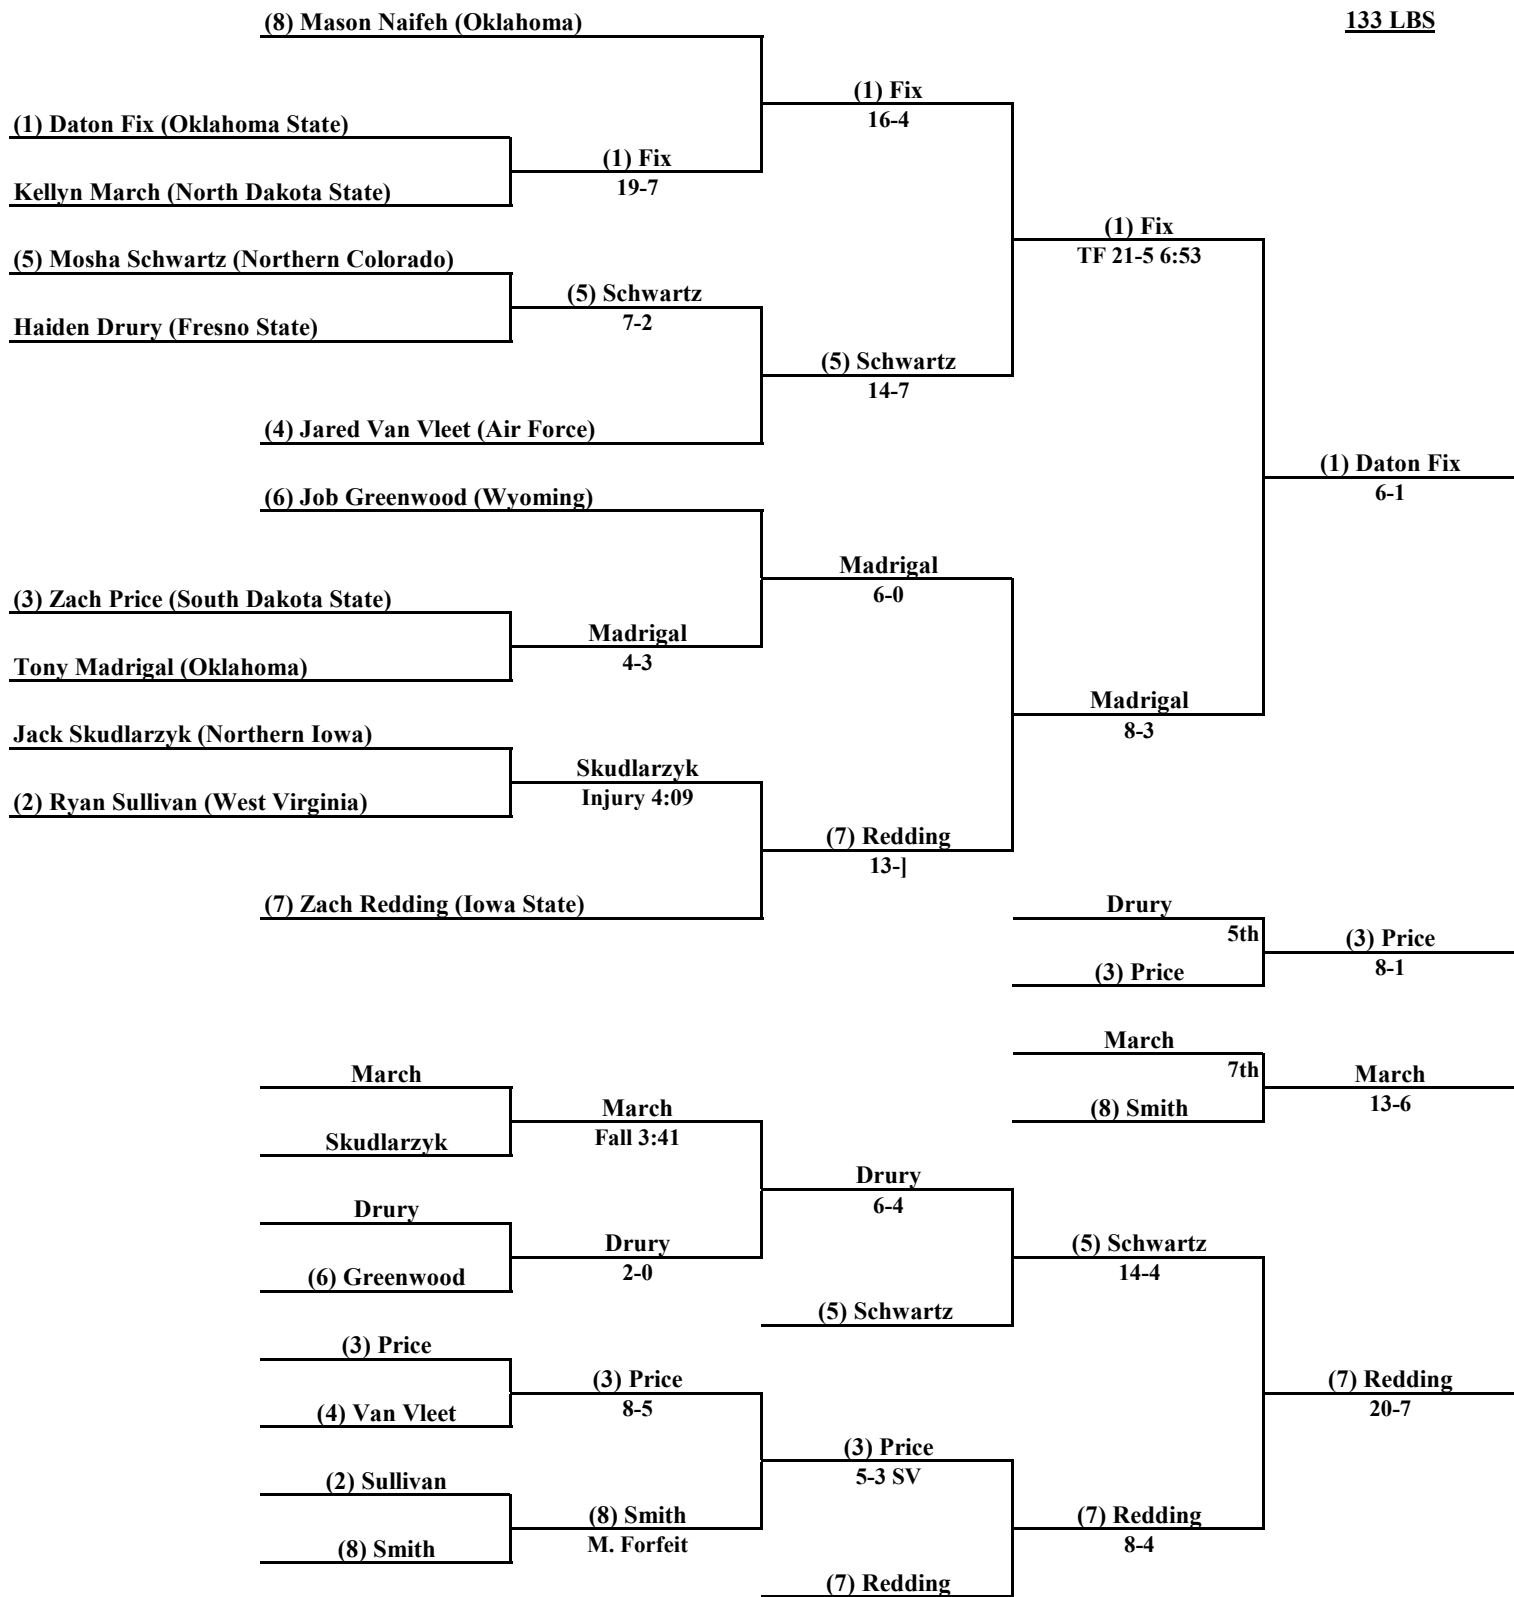 (8) Mason Naifeh (Oklahoma)
133 LBS
(1) Fix
16-4
(1) Daton Fix (Oklahoma State)
(1) Fix
19-7
Kellyn March (North Dakota State)
(1) Fix
TF 21-5 6:53
(5) Mosha Schwartz (Northern Colorado)
(5) Schwartz
7-2
Haiden Drury (Fresno State)
(5) Schwartz
14-7
(4) Jared Van Vleet (Air Force)
(1) Daton Fix
6-1
(6) Job Greenwood (Wyoming)
Madrigal
6-0
(3) Zach Price (South Dakota State)
Madrigal
4-3
Tony Madrigal (Oklahoma)
Madrigal
8-3
Jack Skudlarzyk (Northern Iowa)
Skudlarzyk
Injury 4:09
(2) Ryan Sullivan (West Virginia)
(7) Redding
13-]
(7) Zach Redding (Iowa State)
Drury
5th
(3) Price
8-1
(3) Price
March
7th
March
13-6
(8) Smith
March
March
Fall 3:41
Skudlarzyk
Drury
6-4
Drury
Drury
2-0
(6) Greenwood
(5) Schwartz
14-4
(5) Schwartz
(3) Price
(3) Price
8-5
(4) Van Vleet
(7) Redding
20-7
(3) Price
5-3 SV
(2) Sullivan
(8) Smith
M. Forfeit
(8) Smith
(7) Redding
8-4
(7) Redding